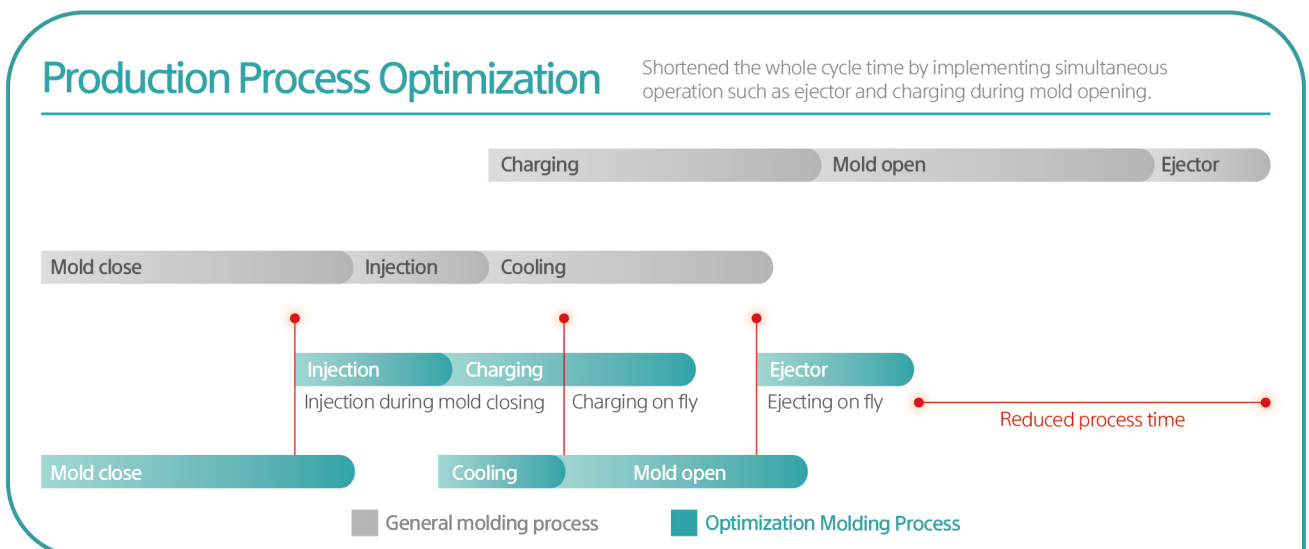 Production Process Optimization
Shortened the whole cycle time by implementing simultaneous
operation such as ejector and charging during mold opening.
Charging
Mold open
Ejector
Mold close
Injection
Cooling
Injection
Charging
Ejector
Injection during mold closing
Charging on fly
Ejecting on fly
Reduced process time
Mold close
Cooling
Mold open
General molding process
Optimization Molding Process